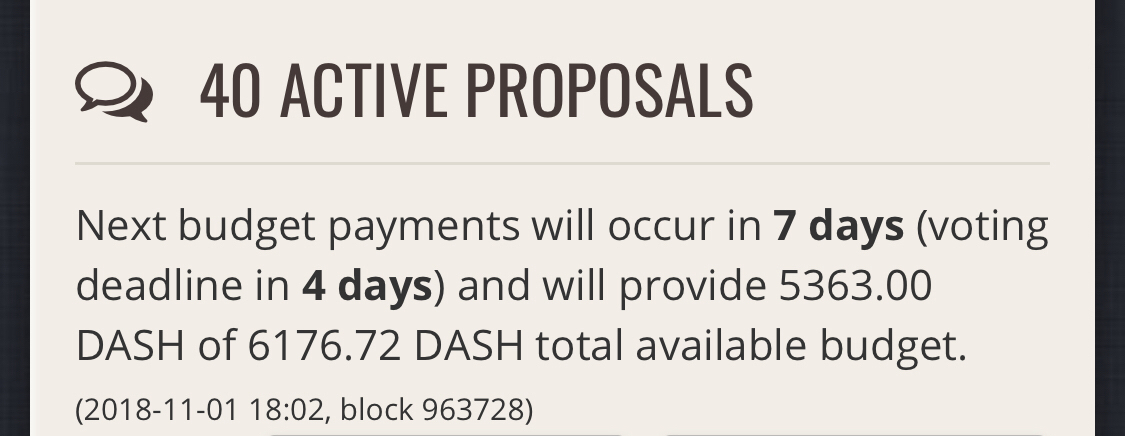 40 ACTIVE PROPOSALS
Next budget payments will occur in 7 days (voting
deadline in 4 days) and will provide 5363.00
DASH of 6176.72 DASH total available budget.
(2018-11-01 18:02, block 963728)